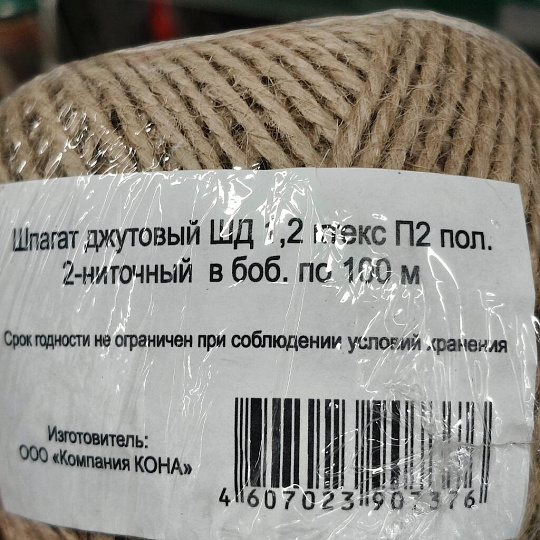 Шпагат джутовый ШД 1,2 ктекс П2 пол.
2-ниточный в боб. по 100 м
Срок годности не ограничен при соблюдении условий хранения
Изготовитель:
ООО «Компания КОНА»
4 607023 907376